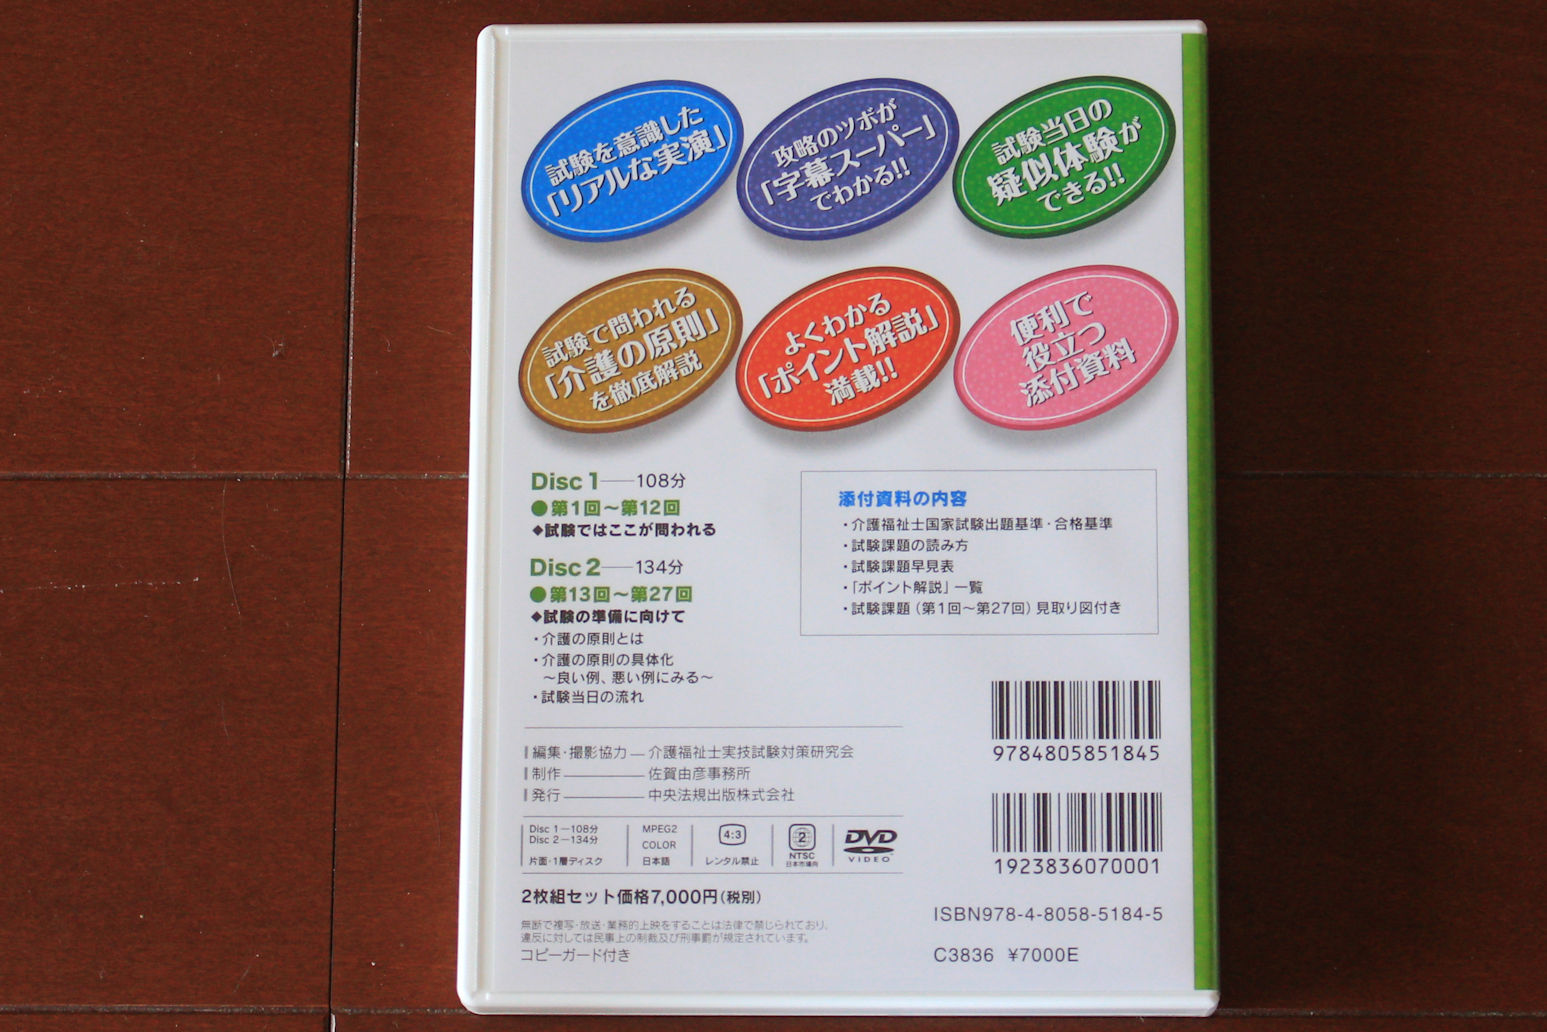 試験を意識した
「リアルな実演」
攻略のツボが
「字幕スーパー」
でわかる!!
試験当日の
疑似体験が
できる!!
試験で問われる
「介護の原則」
を徹底解説
よくわかる
「ポイント解説」
満載!!
便利で
役立つ
添付資料
Disc 1——108分
●第1回～第12回
◆試験ではここが問われる
Disc 2——134分
●第13回～第27回
◆試験の準備に向けて
・介護の原則とは
・介護の原則の具体化
～良い例、悪い例にみる～
・試験当日の流れ
添付資料の内容
・介護福祉士国家試験出題基準・合格基準
・試験課題の読み方
・試験課題早見表
・「ポイント解説」一覧
・試験課題(第1回～第27回)見取り図付き
編集・撮影協力—介護福祉士実技試験対策研究会
制作————佐賀由彦事務所
発行————中央法規出版株式会社
Disc 1—108分
Disc 2—134分
片面・1層ディスク
MPEG2
COLOR
日本語
4:3
レンタル禁止
2
NTSC
日本市場向
DVD
VIDEO
2枚組セット価格7,000円(税別)
無断で複写・放送・業務的上映をすることは法律で禁じられており、
違反に対しては民事上の制裁及び刑事罰が規定されています。
コピーガード付き
9784805851845
1923836070001
ISBN978-4-8058-5184-5
C3836 ¥7000E